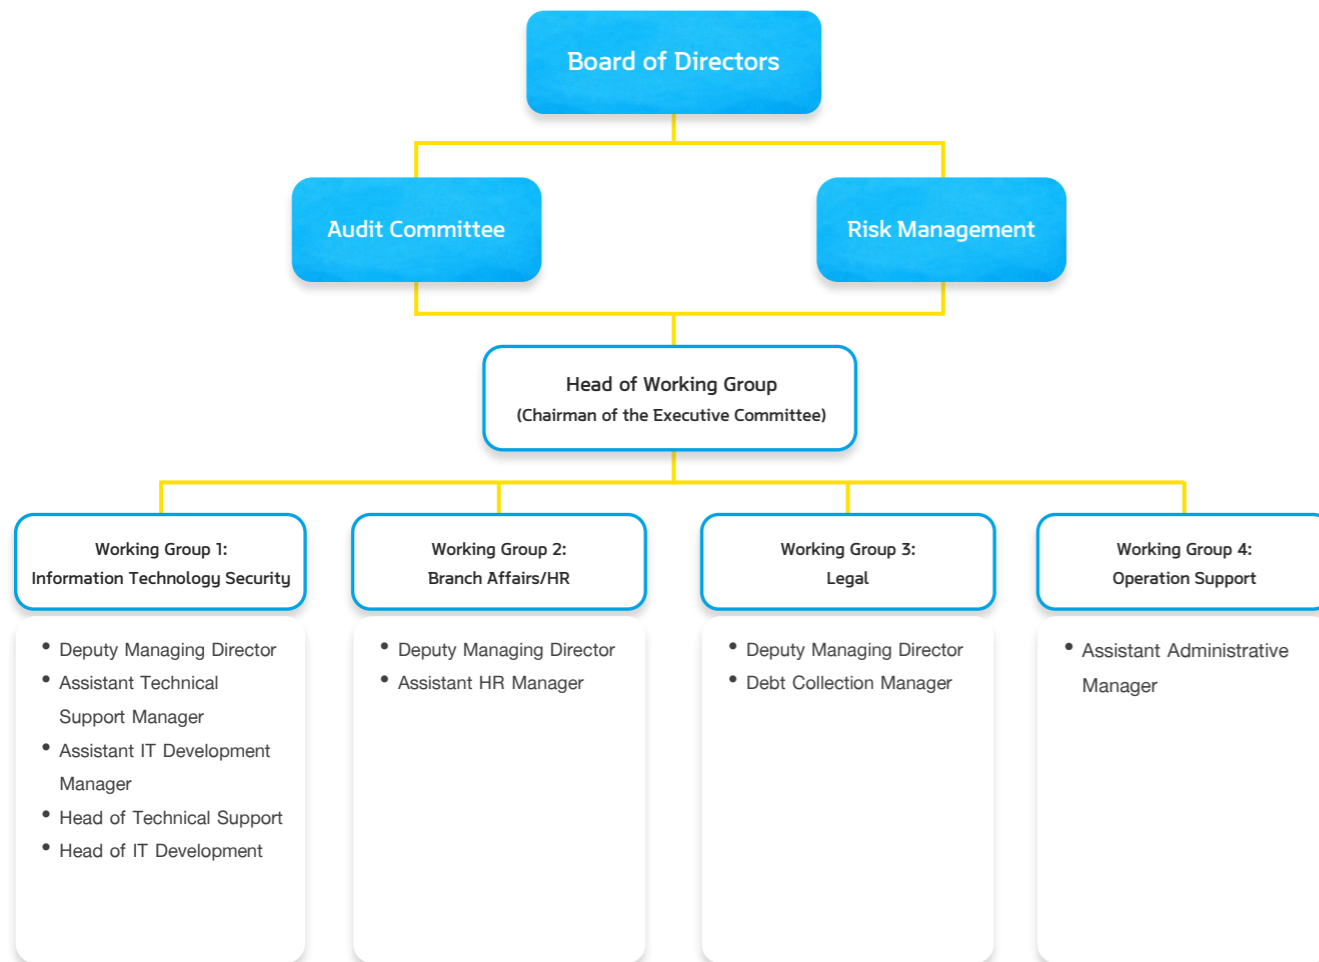 Board of Directors
Audit Committee
Risk Management
Head of Working Group
(Chairman of the Executive Committee)
Working Group 1:
Information Technology Security
• Deputy Managing Director
• Assistant Technical
Support Manager
• Assistant IT Development
Manager
• Head of Technical Support
• Head of IT Development
Working Group 2:
Branch Affairs/HR
• Deputy Managing Director
• Assistant HR Manager
Working Group 3:
Legal
• Deputy Managing Director
• Debt Collection Manager
Working Group 4:
Operation Support
• Assistant Administrative
Manager